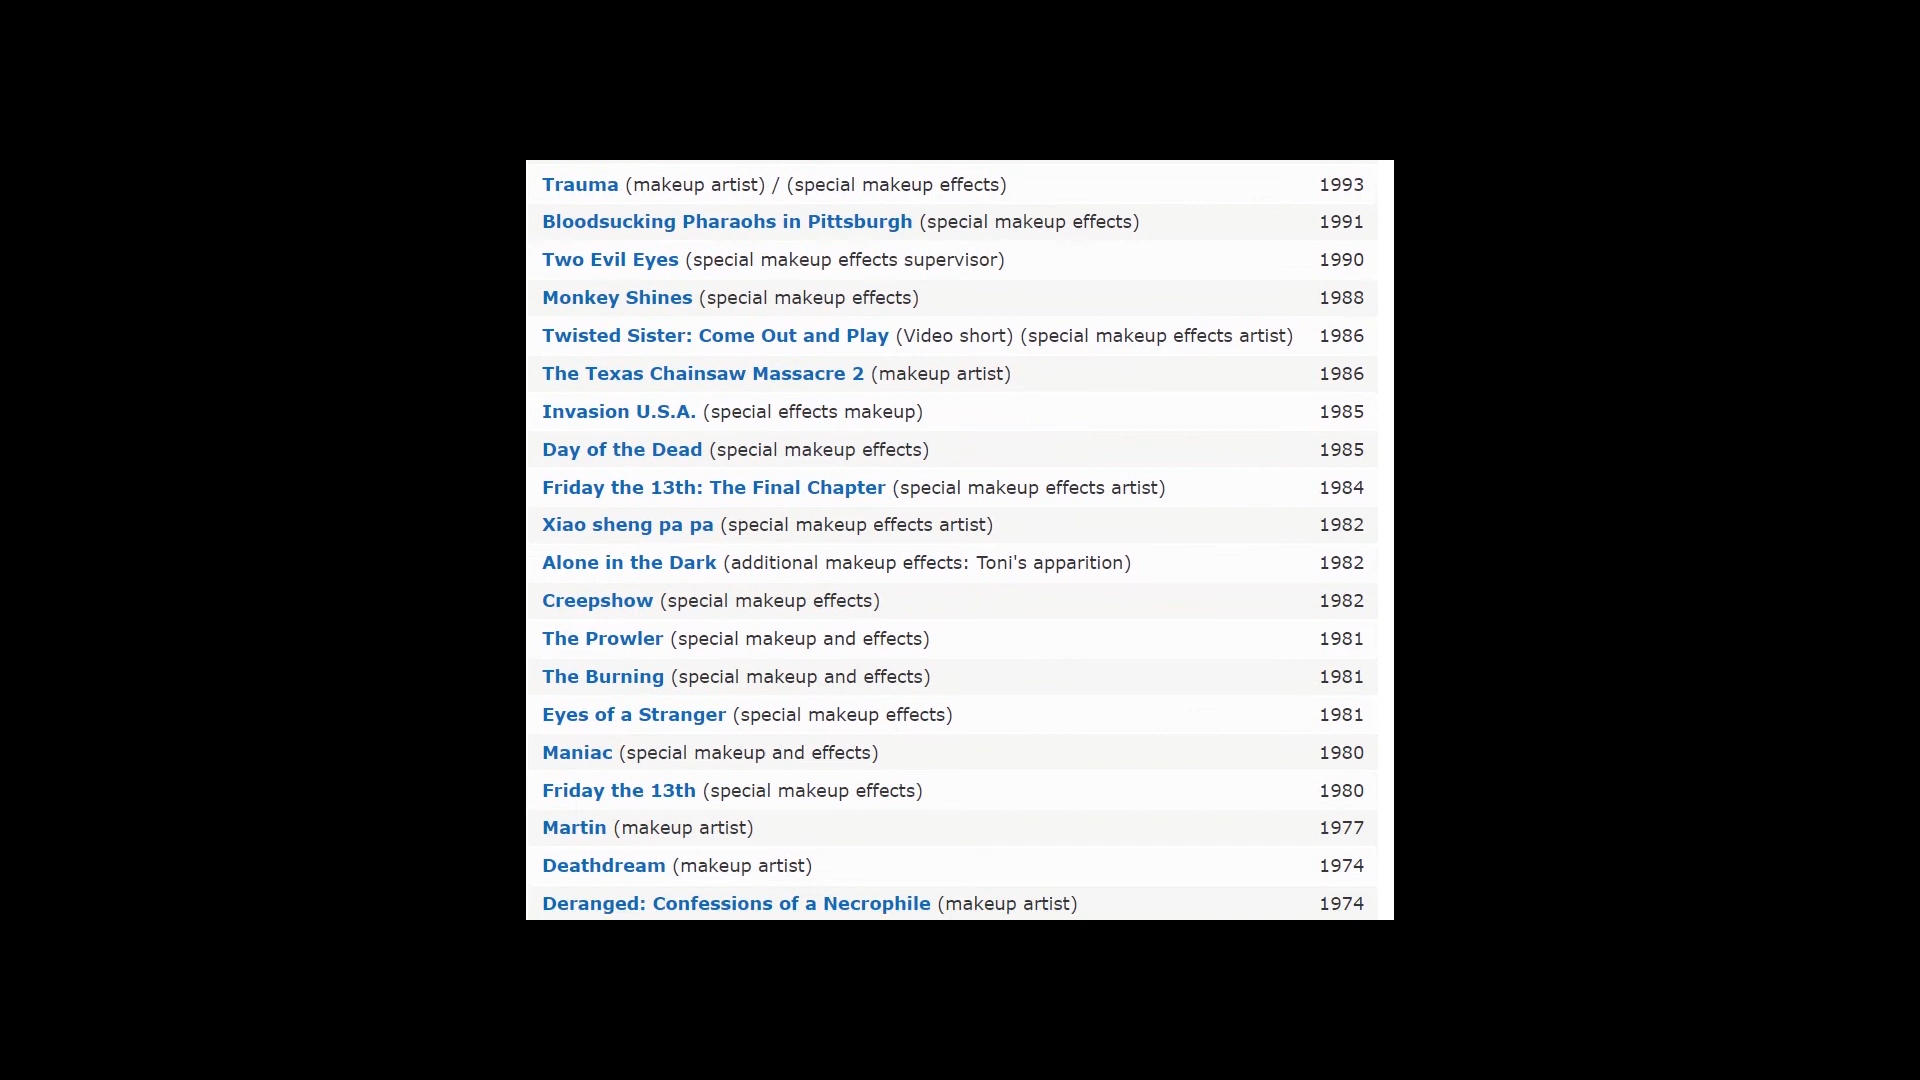 Trauma (makeup artist) / (special makeup effects) 1993
Bloodsucking Pharaohs in Pittsburgh (special makeup effects) 1991
Two Evil Eyes (special makeup effects supervisor) 1990
Monkey Shines (special makeup effects) 1988
Twisted Sister: Come Out and Play (Video short) (special makeup effects artist) 1986
The Texas Chainsaw Massacre 2 (makeup artist) 1986
Invasion U.S.A. (special effects makeup) 1985
Day of the Dead (special makeup effects) 1985
Friday the 13th: The Final Chapter (special makeup effects artist) 1984
Xiao sheng pa pa (special makeup effects artist) 1982
Alone in the Dark (additional makeup effects: Toni's apparition) 1982
Creepshow (special makeup effects) 1982
The Prowler (special makeup and effects) 1981
The Burning (special makeup and effects) 1981
Eyes of a Stranger (special makeup effects) 1981
Maniac (special makeup and effects) 1980
Friday the 13th (special makeup effects) 1980
Martin (makeup artist) 1977
Deathdream (makeup artist) 1974
Deranged: Confessions of a Necrophile (makeup artist) 1974